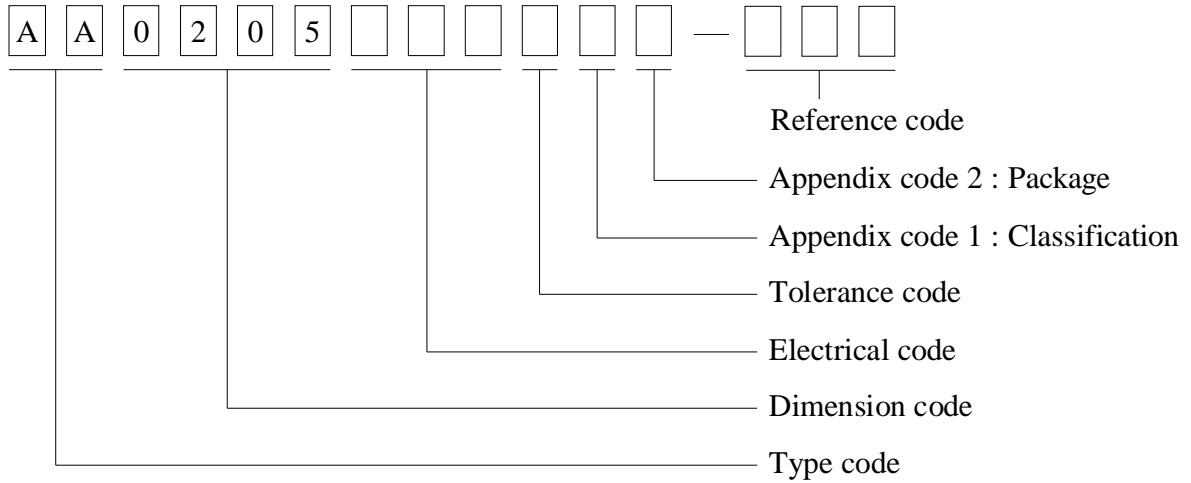 A A 0 2 0 5 —
Reference code
Appendix code 2 : Package
Appendix code 1 : Classification
Tolerance code
Electrical code
Dimension code
Type code